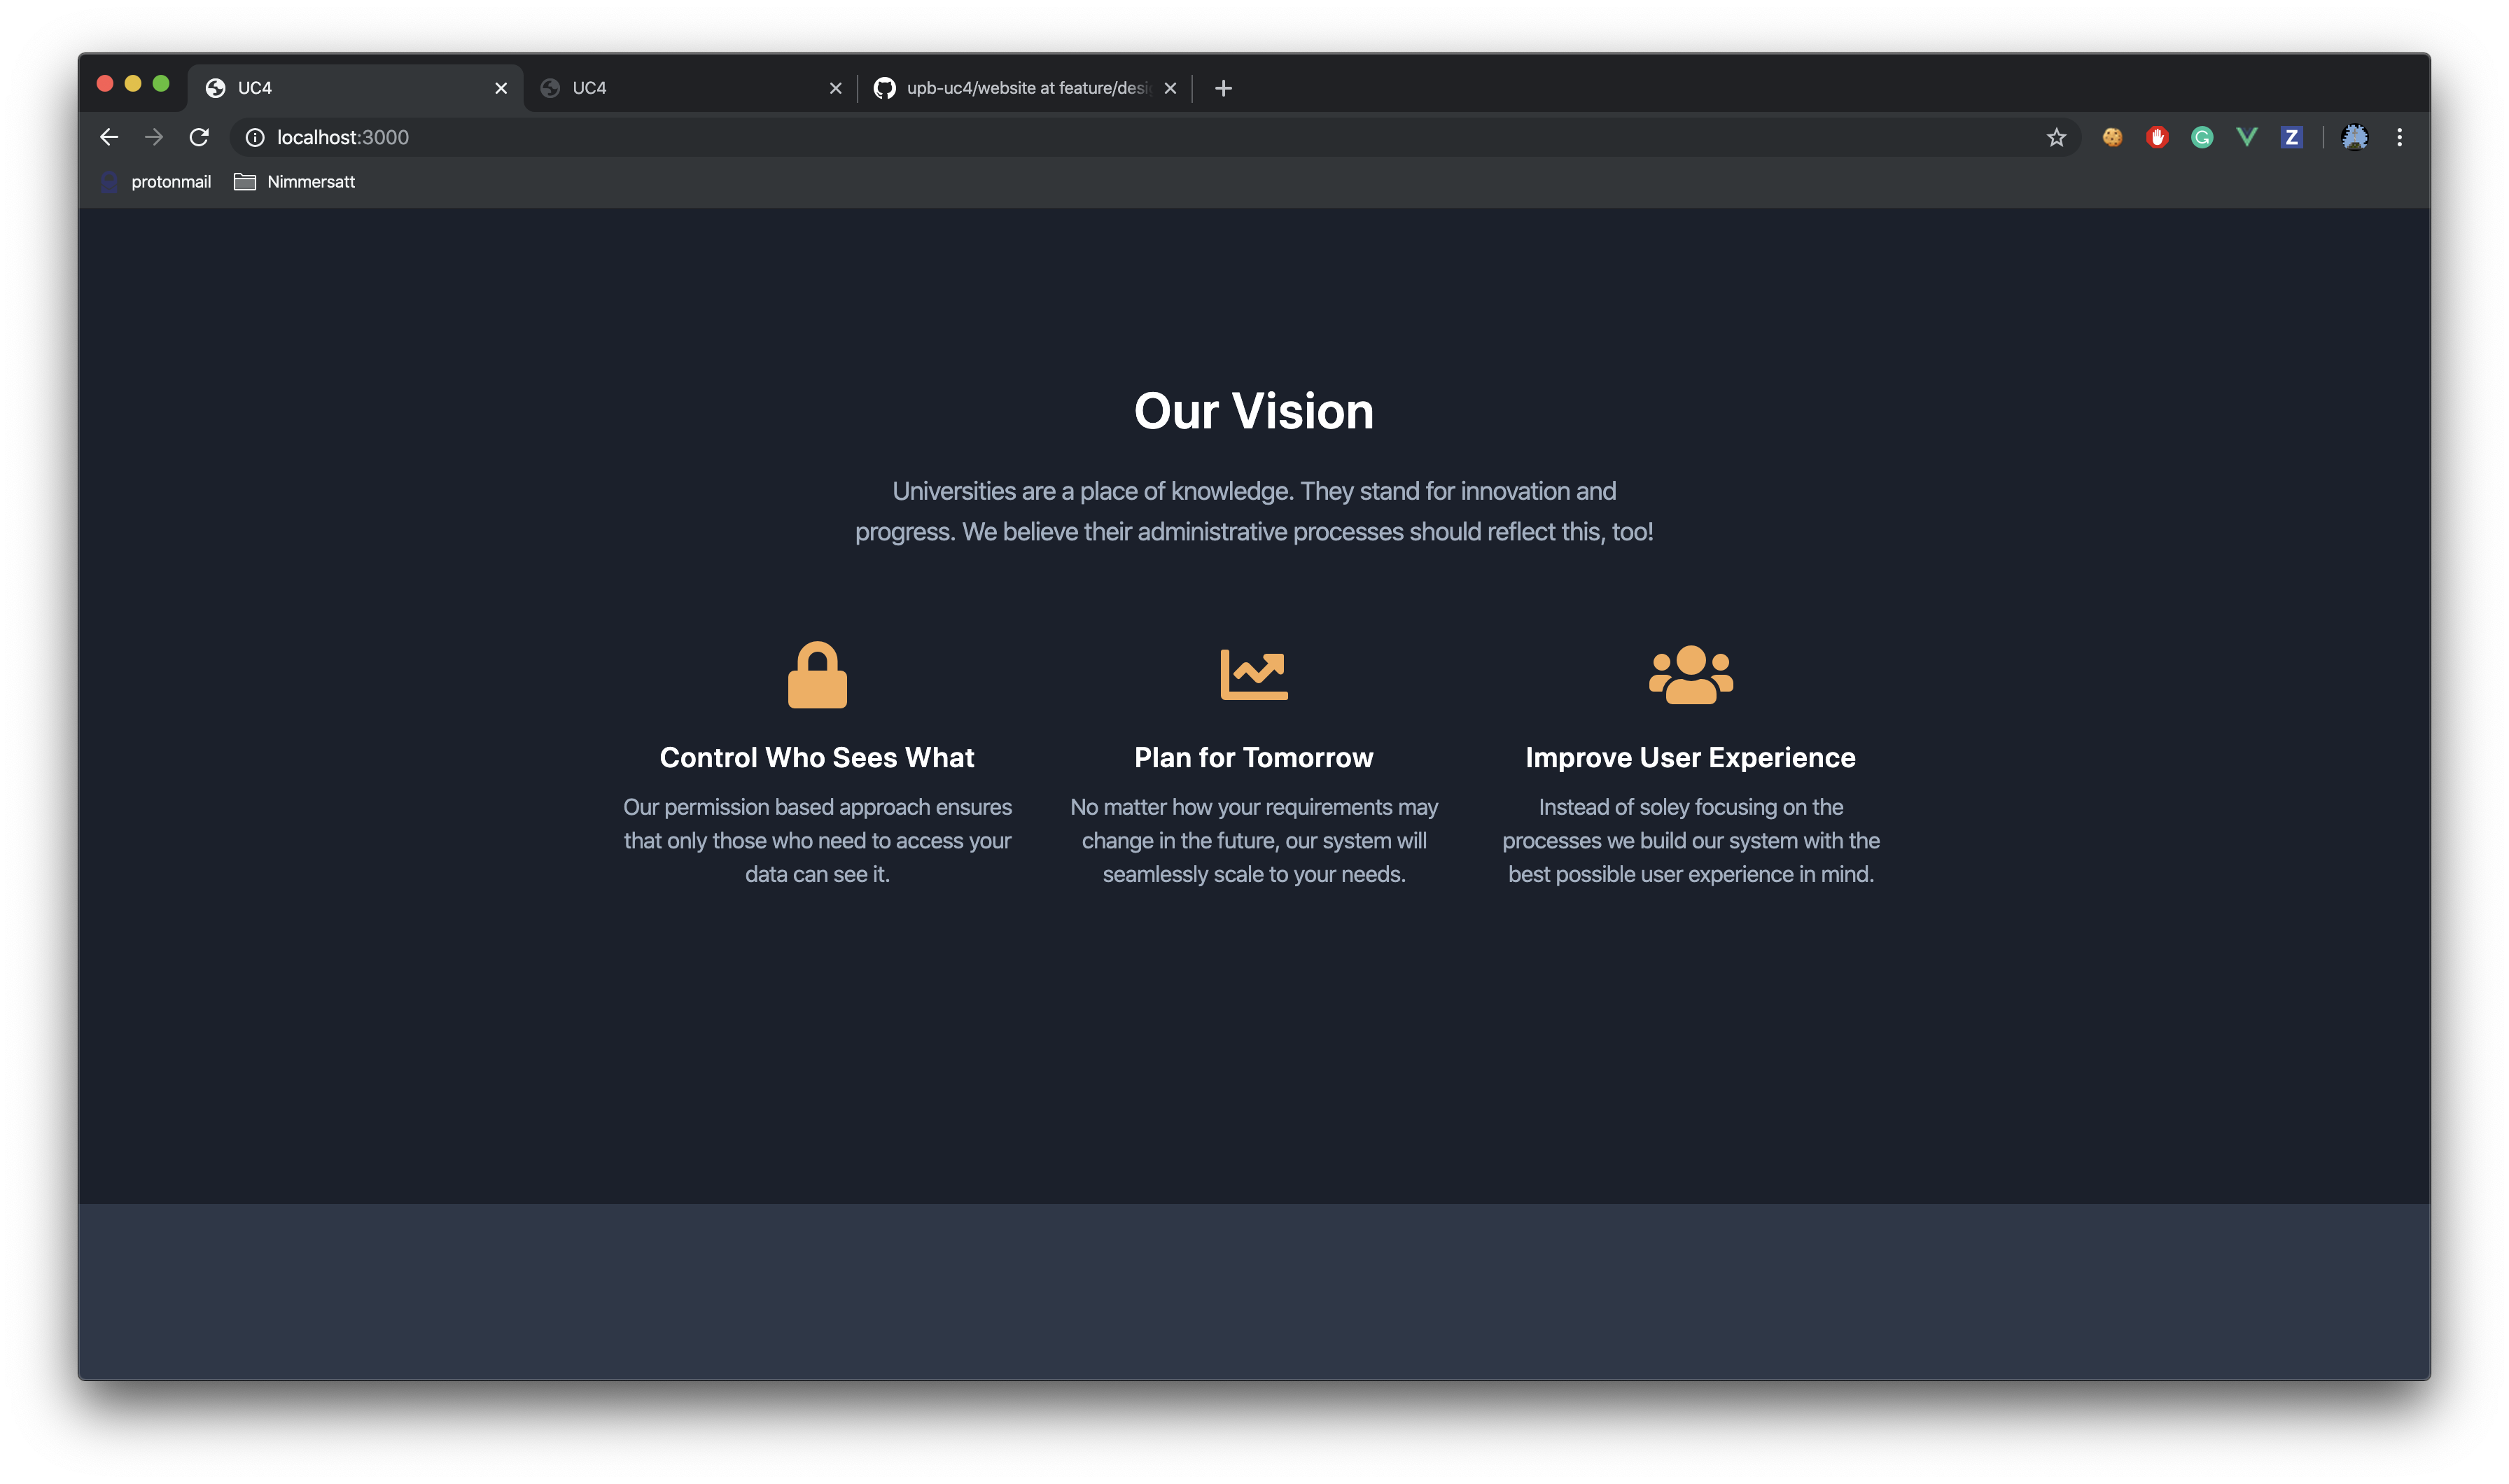 UC4
UC4
upb-uc4/website at feature/desi
localhost:3000
protonmail
Nimmersatt
Our Vision
Universities are a place of knowledge. They stand for innovation and
progress. We believe their administrative processes should reflect this, too!
Control Who Sees What
Our permission based approach ensures
that only those who need to access your
data can see it.
Plan for Tomorrow
No matter how your requirements may
change in the future, our system will
seamlessly scale to your needs.
Improve User Experience
Instead of soley focusing on the
processes we build our system with the
best possible user experience in mind.